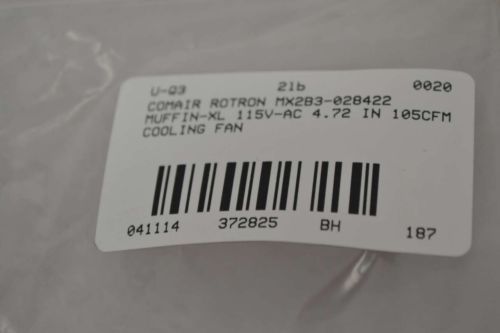 U-Q3 2lb 0020
COMAIR ROTRON MX2B3-028422
MUFFIN-XL 115V-AC 4.72 IN 105CFM
COOLING FAN
041114 372825 BH 187